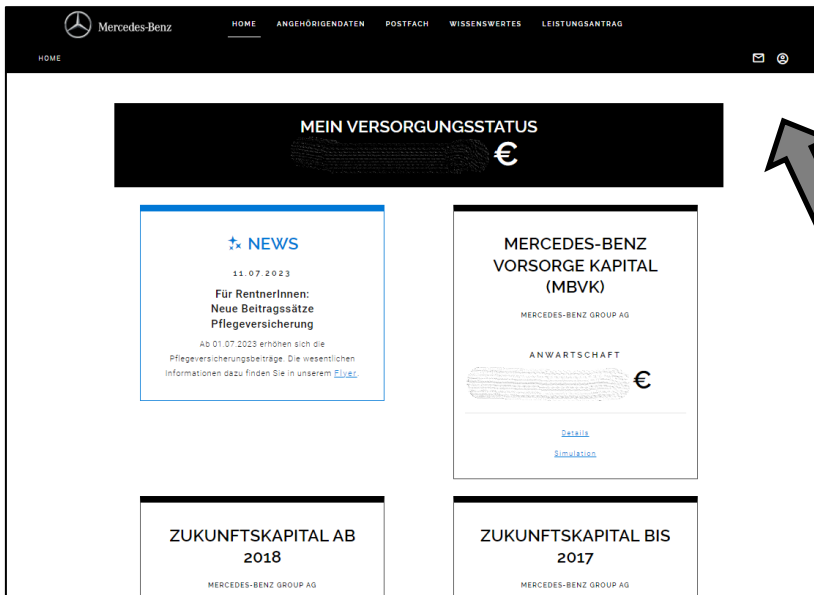 Mercedes-Benz
HOME ANGEHÖRIGENDATEN POSTFACH WISSENSWERTES LEISTUNGSANTRAG
HOME
MEIN VERSORGUNGSSTATUS
€
NEWS
11.07.2023
Für RentnerInnen:
Neue Beitragssätze
Pflegeversicherung
Ab 01.07.2023 erhöhen sich die
Pflegeversicherungsbeiträge. Die wesentlichen
Informationen dazu finden Sie in unserem Flyer.
MERCEDES-BENZ
VORSORGE KAPITAL
(MBVK)
MERCEDES-BENZ GROUP AG
ANWARTSCHAFT
€
Details
Simulation
ZUKUNFTSKAPITAL AB
2018
MERCEDES-BENZ GROUP AG
ZUKUNFTSKAPITAL BIS
2017
MERCEDES-BENZ GROUP AG